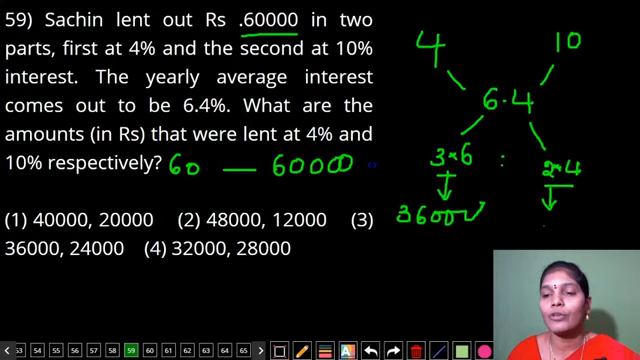 59) Sachin lent out Rs .60000 in two
parts, first at 4% and the second at 10%
interest. The yearly average interest
comes out to be 6.4%. What are the
amounts (in Rs) that were lent at 4% and
10% respectively? 60 — 60000
(1) 40000, 20000 (2) 48000, 12000 (3)
36000, 24000 (4) 32000, 28000
4 10
6.4
3*6 : 2*4
36000
53 54 55 56 57 58 59 60 61 62 63 64 65